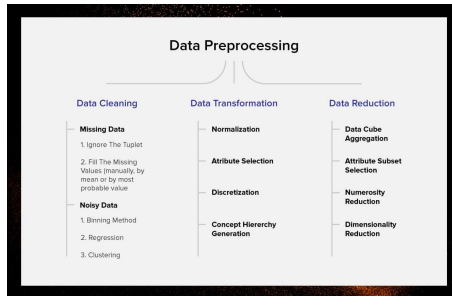 Data Preprocessing
Data Cleaning
Missing Data
1. Ignore The Tuplet
2. Fill The Missing
Values (manually, by
mean or by most
probable value
Noisy Data
1. Binning Method
2. Regression
3. Clustering
Data Transformation
Normalization
Atribute Selection
Discretization
Concept Hiererchy
Generation
Data Reduction
Data Cube
Aggregation
Attribute Subset
Selection
Numerosity
Reduction
Dimensionality
Reduction